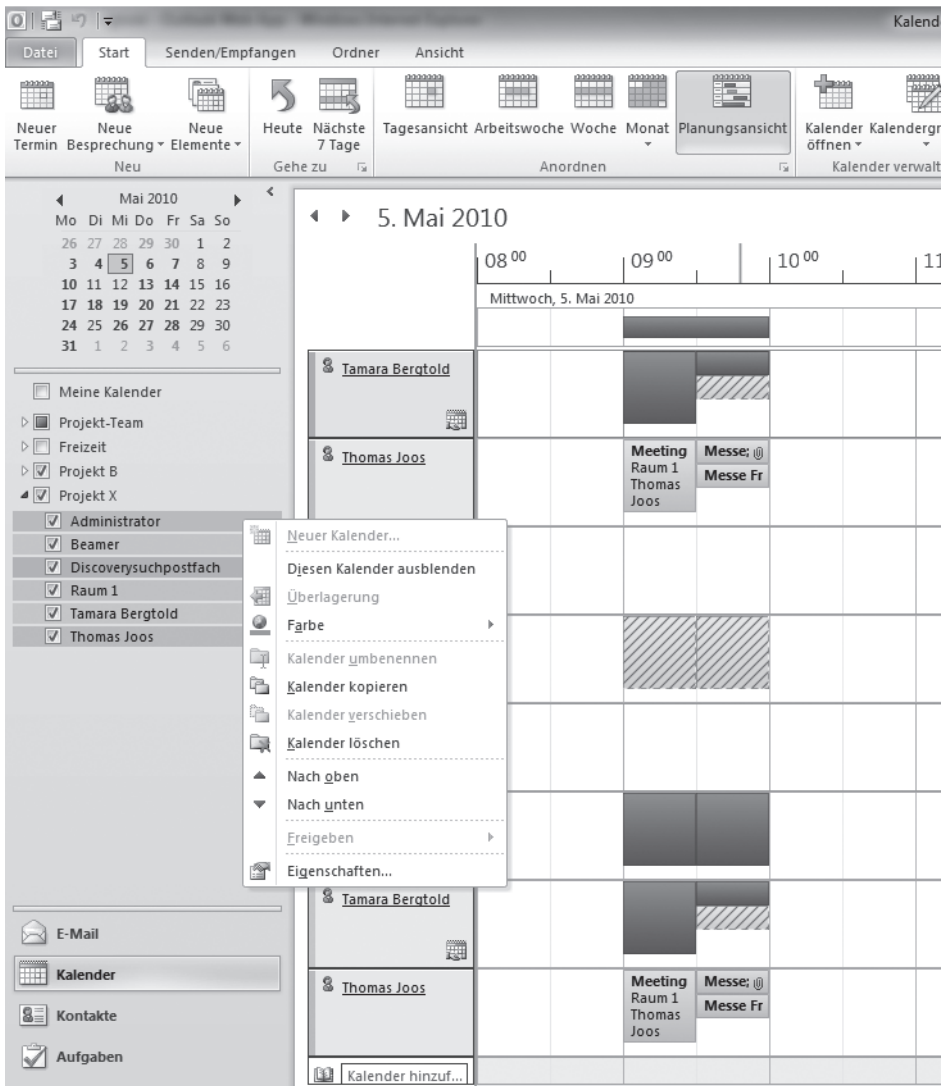 Kalend
Datei Start Senden/Empfangen Ordner Ansicht
Neuer Termin
Neue Besprechung
Neue Elemente
Heute
Nächste 7 Tage
Tagesansicht Arbeitswoche Woche Monat Planungsansicht
Kalender öffnen
Kalendergr
Neu Gehe zu Anordnen Kalender verwalt
Mai 2010
Mo Di Mi Do Fr Sa So
26 27 28 29 30 1 2
3 4 5 6 7 8 9
10 11 12 13 14 15 16
17 18 19 20 21 22 23
24 25 26 27 28 29 30
31 1 2 3 4 5 6
Meine Kalender
Projekt-Team
Freizeit
Projekt B
Projekt X
Administrator
Beamer
Discoverysuchpostfach
Raum 1
Tamara Bergtold
Thomas Joos
E-Mail
Kalender
Kontakte
Aufgaben
Neuer Kalender...
Diesen Kalender ausblenden
Überlagerung
Farbe
Kalender umbenennen
Kalender kopieren
Kalender verschieben
Kalender löschen
Nach oben
Nach unten
Freigeben
Eigenschaften...
5. Mai 2010
08 00 09 00 10 00 11
Mittwoch, 5. Mai 2010
Tamara Bergtold
Thomas Joos
Meeting
Raum 1
Thomas
Joos
Messe;
Messe Fr
Tamara Bergtold
Thomas Joos
Meeting
Raum 1
Thomas
Joos
Messe;
Messe Fr
Kalender hinzuf...